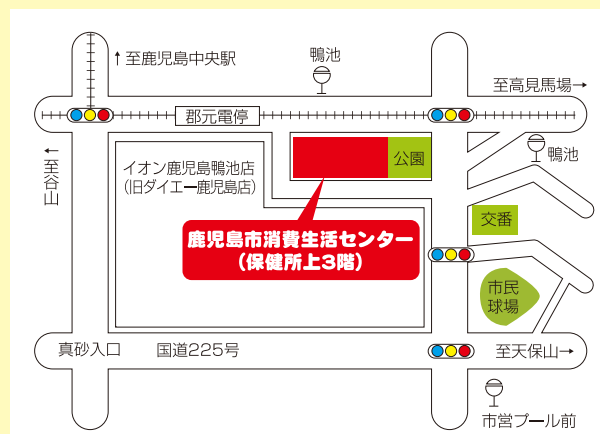 ↑至鹿児島中央駅
鴨池
至高見馬場→
郡元電停
←至谷山
イオン鹿児島鴨池店
(旧ダイエー鹿児島店)
公園
鴨池
交番
鹿児島市消費生活センター
(保健所上3階)
市民
球場
真砂入口
国道225号
至天保山→
市営プール前